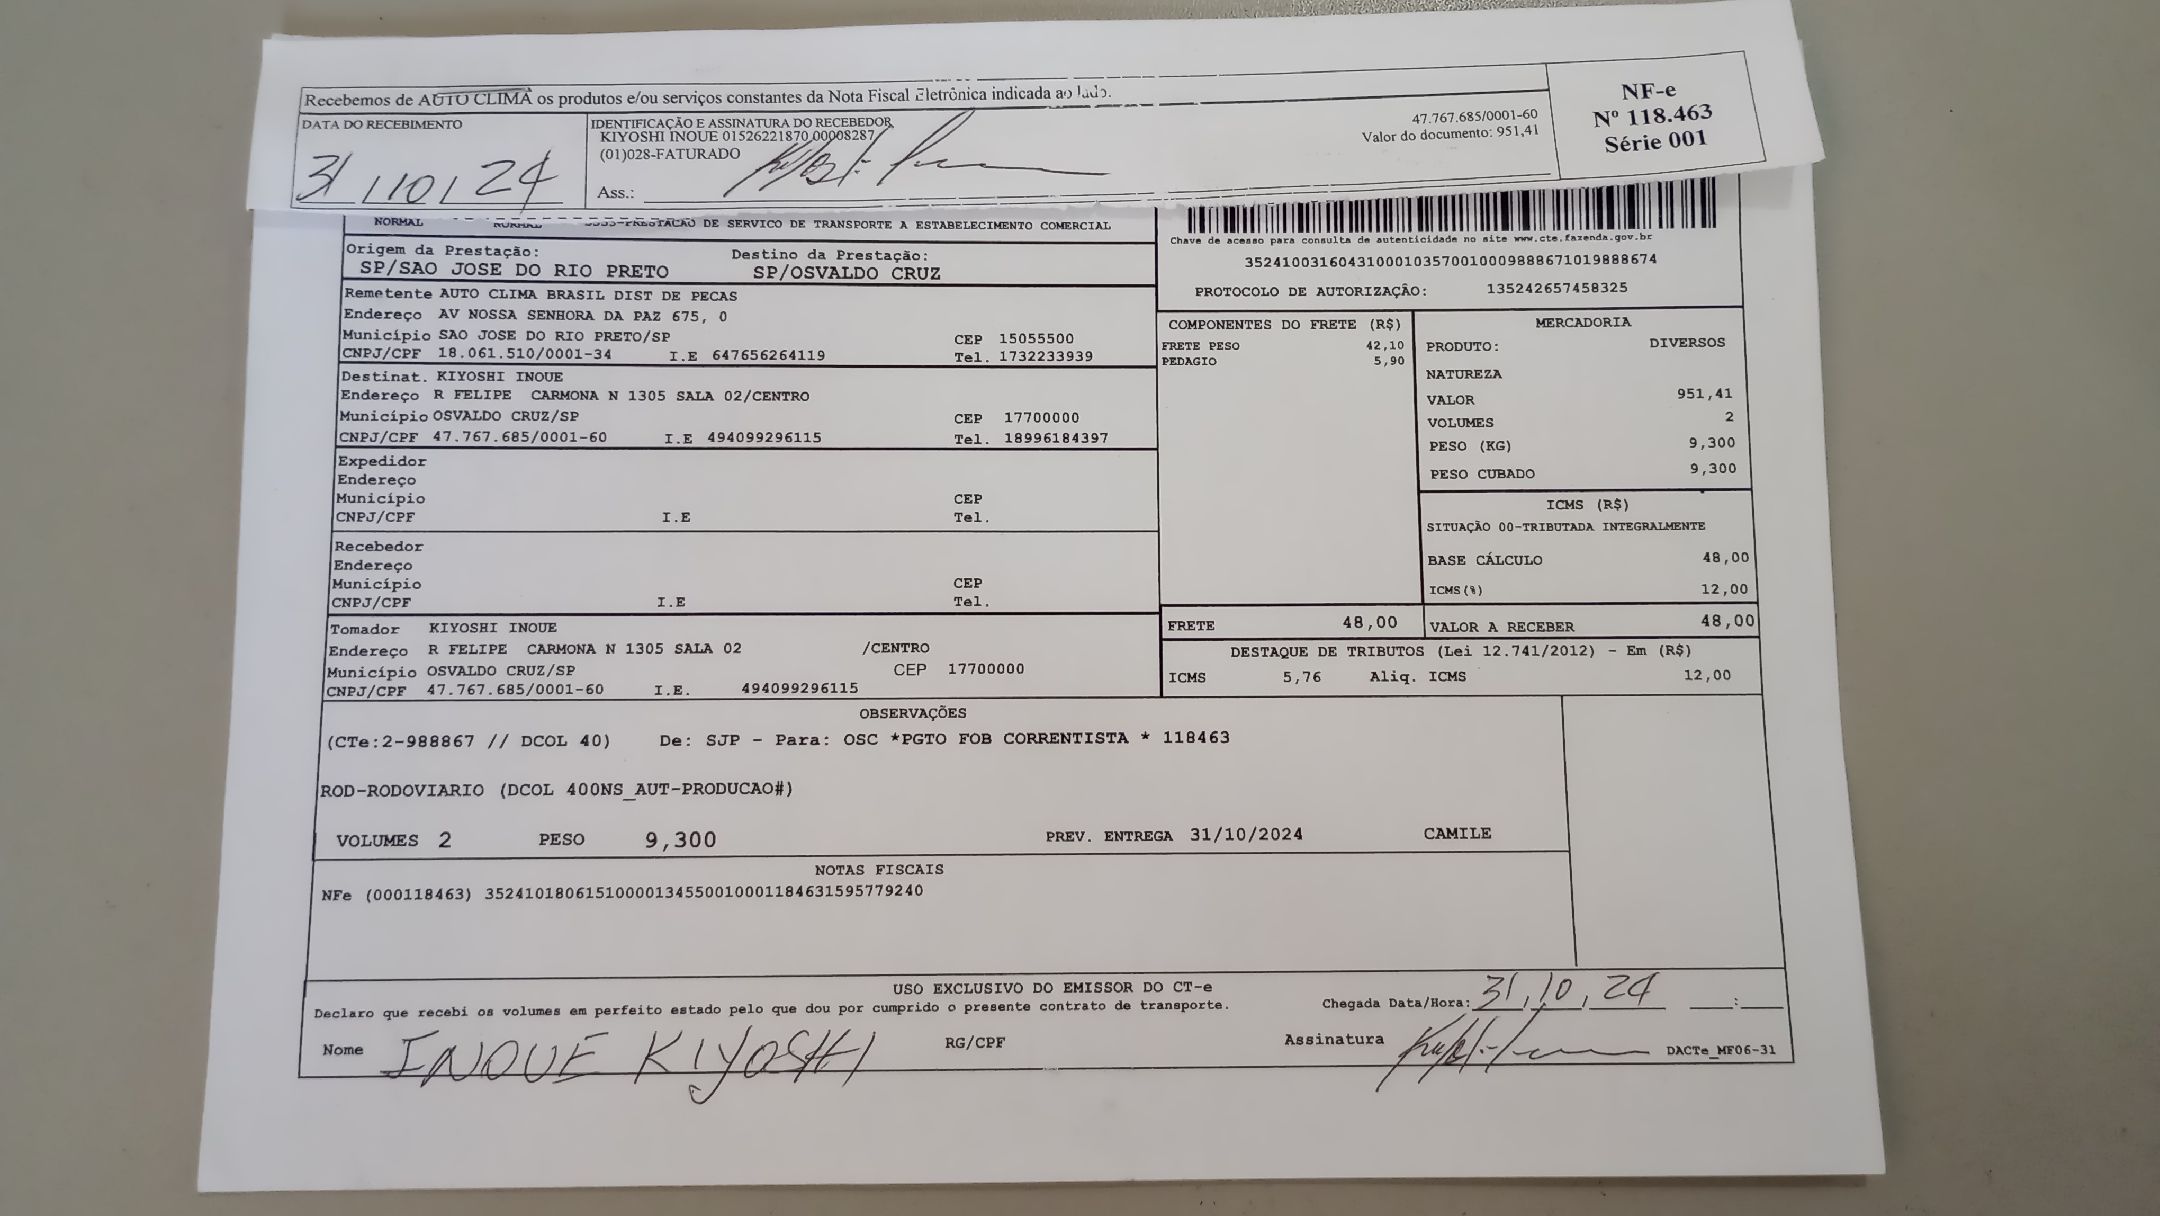 Recebemos de AUTO CLIMA os produtos e/ou serviços constantes da Nota Fiscal Eletrônica indicada ao lado.
NF-e
Nº 118.463
Série 001
DATA DO RECEBIMENTO
31/10/24
IDENTIFICAÇÃO E ASSINATURA DO RECEBEDOR
KIYOSHI INOUE 01526221870 00008287
(01)028-FATURADO
Ass.:
47.767.685/0001-60
Valor do documento: 951,41
NORMAL NORMAL PRESTACAO DE SERVICO DE TRANSPORTE A ESTABELECIMENTO COMERCIAL
Chave de acesso para consulta de autenticidade no site www.cte.fazenda.gov.br
35241003160431000103570010009888671019888674
PROTOCOLO DE AUTORIZAÇÃO: 135242657458325
Origem da Prestação: Destino da Prestação:
SP/SAO JOSE DO RIO PRETO SP/OSVALDO CRUZ
Remetente AUTO CLIMA BRASIL DIST DE PECAS
Endereço AV NOSSA SENHORA DA PAZ 675, 0
Município SAO JOSE DO RIO PRETO/SP CEP 15055500
CNPJ/CPF 18.061.510/0001-34 I.E 647656264119 Tel. 1732233939
Destinat. KIYOSHI INOUE
Endereço R FELIPE CARMONA N 1305 SALA 02/CENTRO
Município OSVALDO CRUZ/SP CEP 17700000
CNPJ/CPF 47.767.685/0001-60 I.E 494099296115 Tel. 18996184397
Expedidor
Endereço
Município CEP
CNPJ/CPF I.E Tel.
Recebedor
Endereço
Município CEP
CNPJ/CPF I.E Tel.
Tomador KIYOSHI INOUE
Endereço R FELIPE CARMONA N 1305 SALA 02 /CENTRO
Município OSVALDO CRUZ/SP CEP 17700000
CNPJ/CPF 47.767.685/0001-60 I.E. 494099296115
COMPONENTES DO FRETE (R$)
FRETE PESO 42,10
PEDAGIO 5,90
MERCADORIA
PRODUTO: DIVERSOS
NATUREZA
VALOR 951,41
VOLUMES 2
PESO (KG) 9,300
PESO CUBADO 9,300
ICMS (R$)
SITUAÇÃO 00-TRIBUTADA INTEGRALMENTE
BASE CÁLCULO 48,00
ICMS(%) 12,00
FRETE 48,00 VALOR A RECEBER 48,00
DESTAQUE DE TRIBUTOS (Lei 12.741/2012) - Em (R$)
ICMS 5,76 Aliq. ICMS 12,00
OBSERVAÇÕES
(CTe:2-988867 // DCOL 40) De: SJP - Para: OSC *PGTO FOB CORRENTISTA * 118463
ROD-RODOVIARIO (DCOL 400NS_AUT-PRODUCAO#)
VOLUMES 2 PESO 9,300 PREV. ENTREGA 31/10/2024 CAMILE
NOTAS FISCAIS
NFe (000118463) 35241018061510000134550010001184631595779240
USO EXCLUSIVO DO EMISSOR DO CT-e
Declaro que recebi os volumes em perfeito estado pelo que dou por cumprido o presente contrato de transporte. Chegada Data/Hora: 31,10,24 __:__
Nome INOUE KIYOSHI RG/CPF Assinatura DACTe_MF06-31